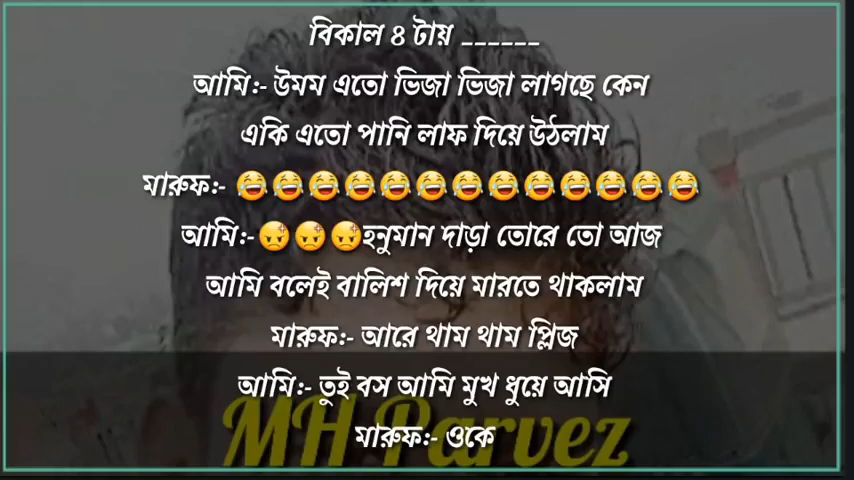 বিকাল ৪ টায় ______
আমি:- উমম এতো ভিজা ভিজা লাগছে কেন
একি এতো পানি লাফ দিয়ে উঠলাম
মারুফ:- 😂😂😂😂😂😂😂😂😂😂😂😂😂
আমি:-😡😡😡হনুমান দাড়া তোরে তো আজ
আমি বলেই বালিশ দিয়ে মারতে থাকলাম
মারুফ:- আরে থাম থাম প্লিজ
আমি:- তুই বস আমি মুখ ধুয়ে আসি
মারুফ:- ওকে
MH Parvez